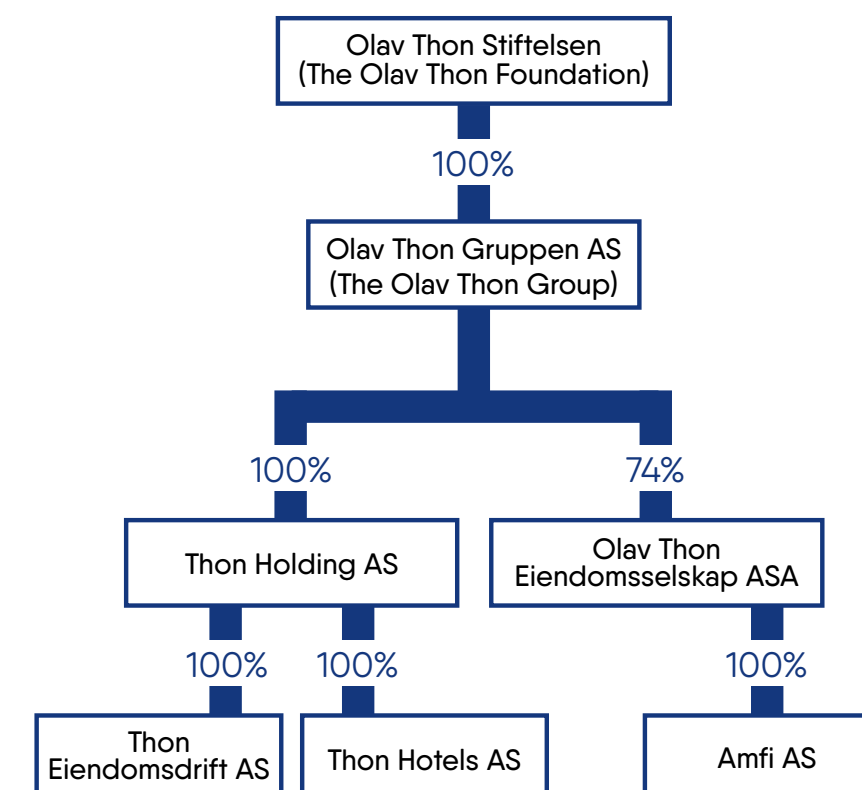 Olav Thon Stiftelsen
(The Olav Thon Foundation)
100%
Olav Thon Gruppen AS
(The Olav Thon Group)
100%
74%
Thon Holding AS
Olav Thon
Eiendomsselskap ASA
100%
100%
100%
Thon
Eiendomsdrift AS
Thon Hotels AS
Amfi AS